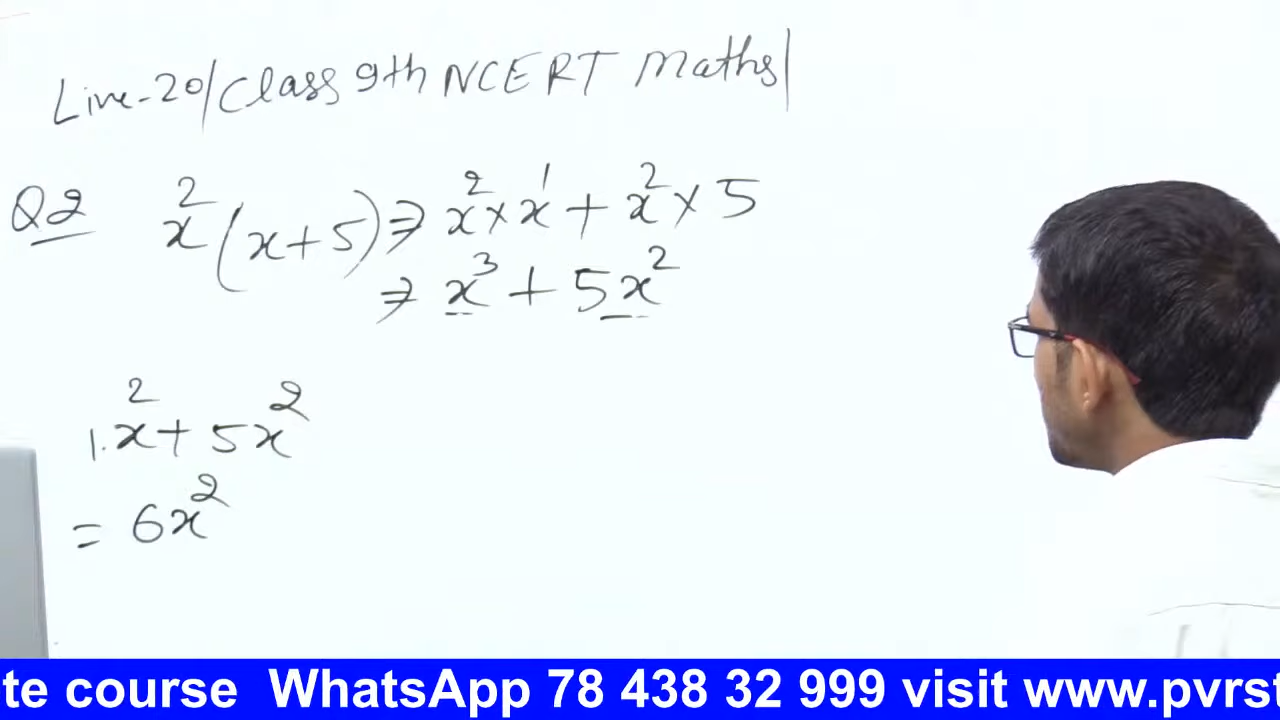 Live-20/Class 9th NCERT Maths|
Q2 x²(x+5) ⇒ x²×x¹ + x²×5
⇒ x³ + 5x²
1.x² + 5x²
= 6x²
te course WhatsApp 78 438 32 999 visit www.pvrst